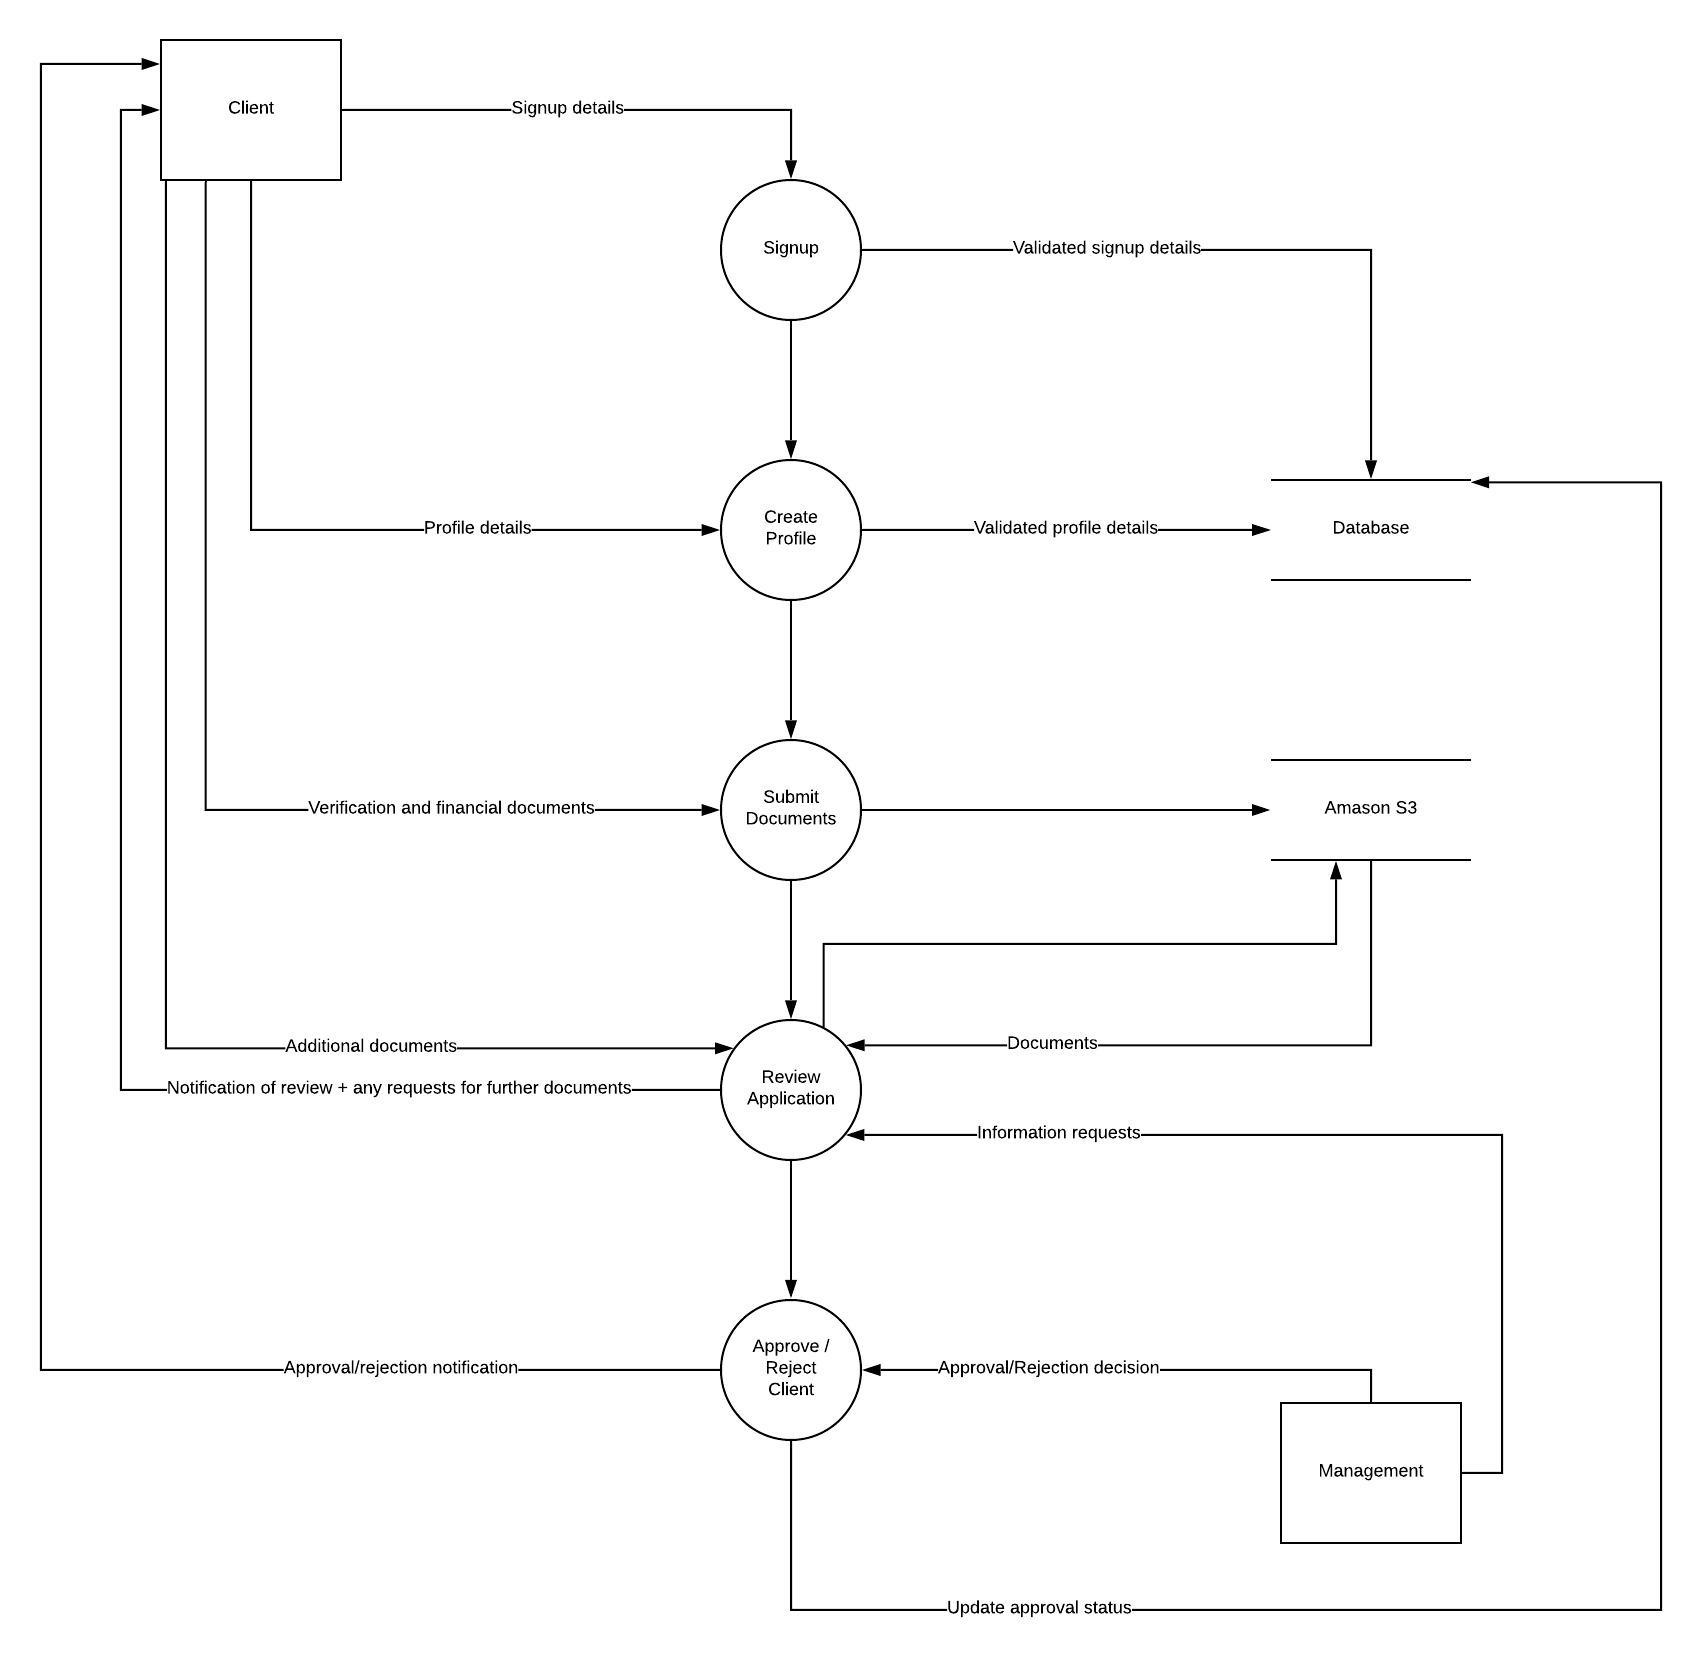 Client
Signup details
Signup
Validated signup details
Create
Profile
Profile details
Validated profile details
Database
Submit
Documents
Verification and financial documents
Amason S3
Additional documents
Documents
Review
Application
Notification of review + any requests for further documents
Information requests
Approve /
Reject
Client
Approval/rejection notification
Approval/Rejection decision
Management
Update approval status